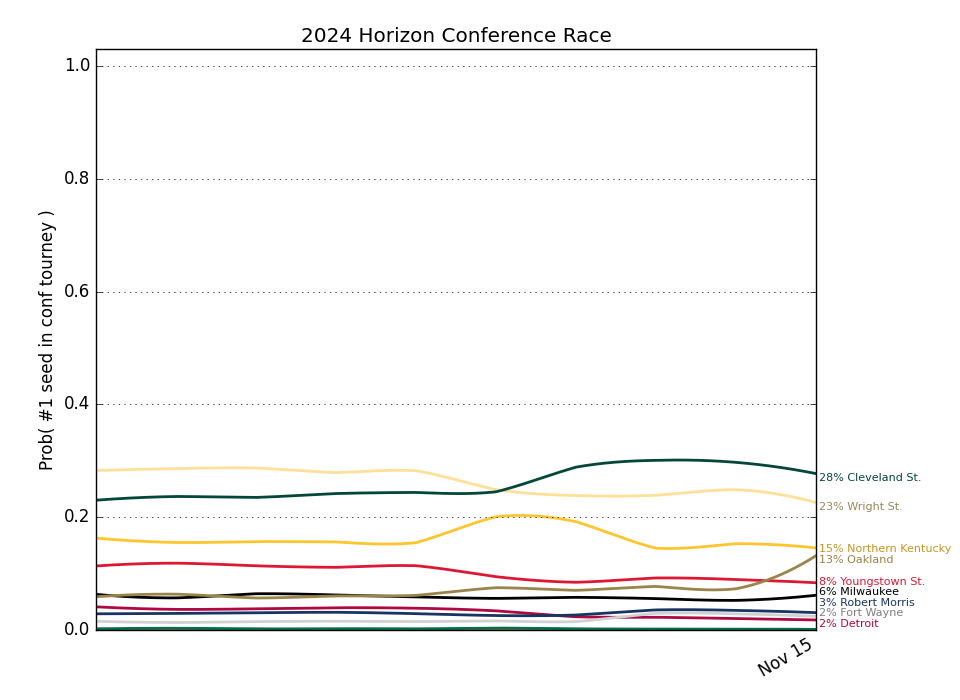 2024 Horizon Conference Race
Prob( #1 seed in conf tourney )
1.0
0.8
0.6
0.4
0.2
0.0
28% Cleveland St.
23% Wright St.
15% Northern Kentucky
13% Oakland
8% Youngstown St.
6% Milwaukee
3% Robert Morris
2% Fort Wayne
2% Detroit
Nov 15